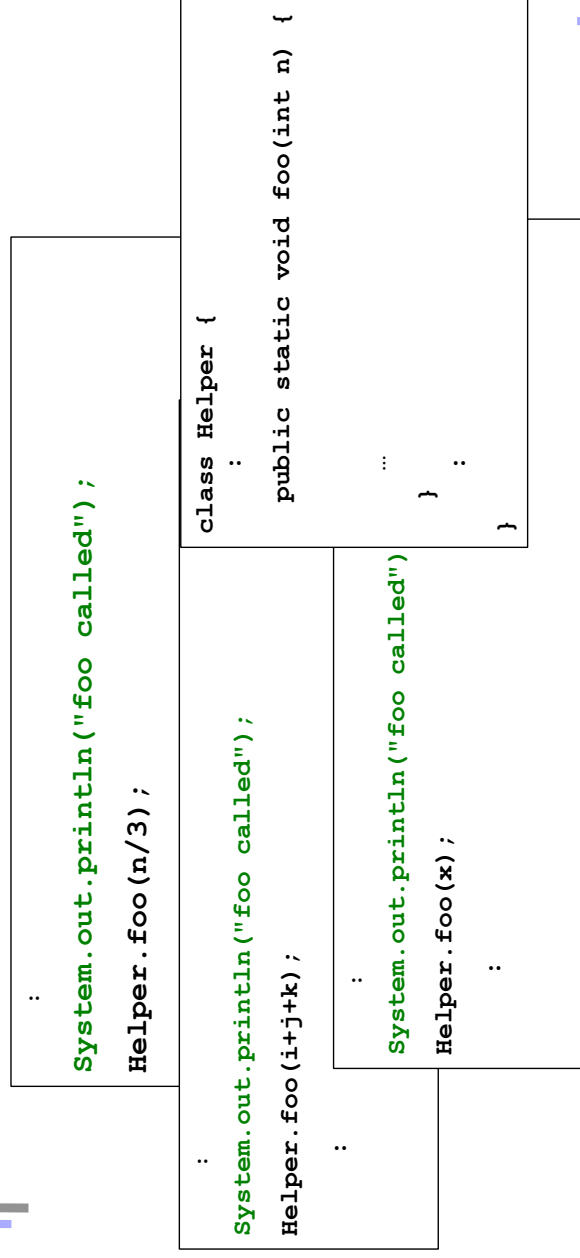 :
System.out.println("foo called");
Helper.foo(n/3);
:
System.out.println("foo called");
Helper.foo(i+j+k);
:
:
System.out.println("foo called")
Helper.foo(x);
:
class Helper {
:
public static void foo(int n) {
…
}
:
}